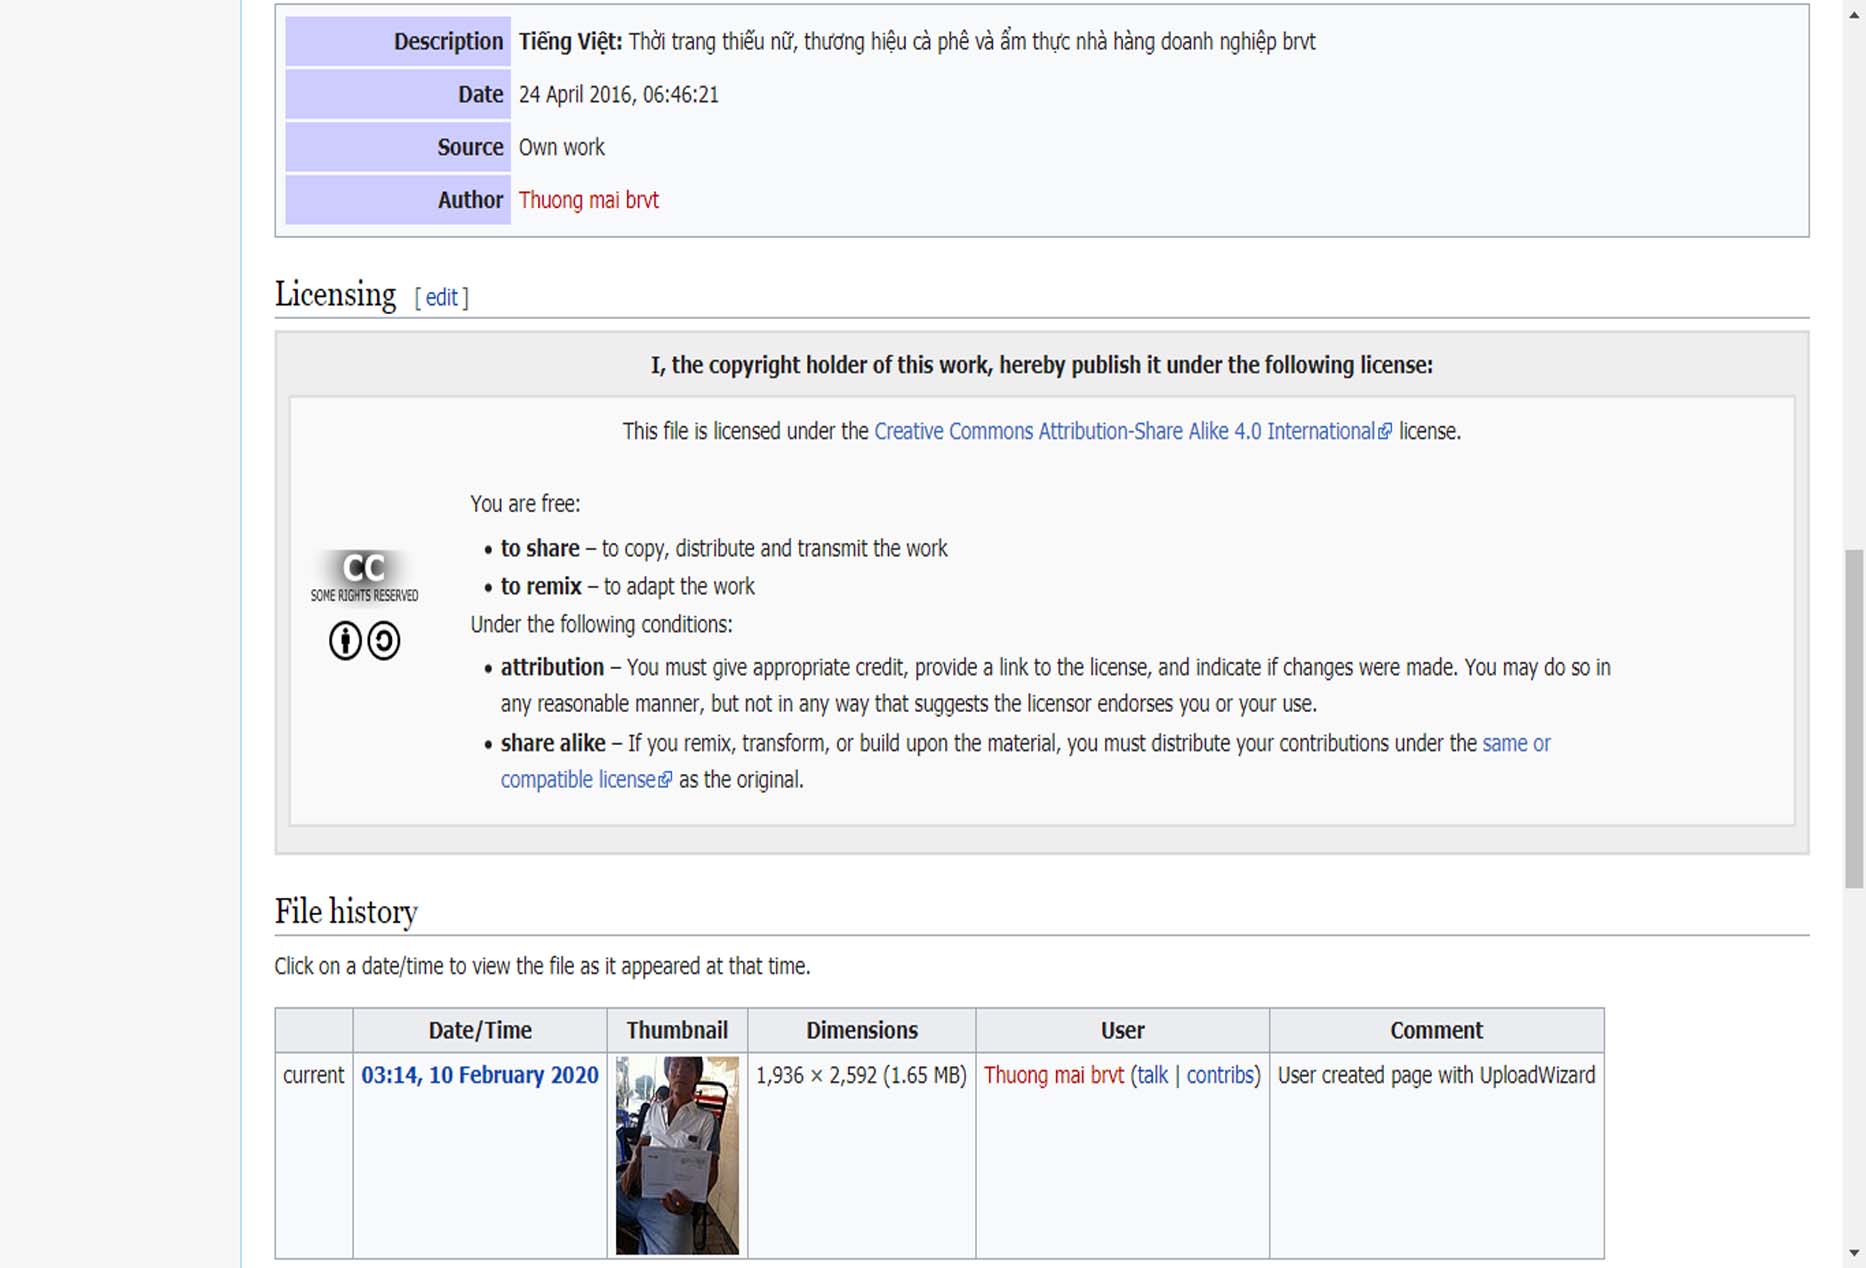 Description Tiếng Việt: Thời trang thiếu nữ, thương hiệu cà phê và ẩm thực nhà hàng doanh nghiệp brvt
Date 24 April 2016, 06:46:21
Source Own work
Author Thuong mai brvt
Licensing [ edit ]
I, the copyright holder of this work, hereby publish it under the following license:
This file is licensed under the Creative Commons Attribution-Share Alike 4.0 International license.
You are free:
• to share – to copy, distribute and transmit the work
• to remix – to adapt the work
CC
SOME RIGHTS RESERVED
Under the following conditions:
• attribution – You must give appropriate credit, provide a link to the license, and indicate if changes were made. You may do so in
any reasonable manner, but not in any way that suggests the licensor endorses you or your use.
• share alike – If you remix, transform, or build upon the material, you must distribute your contributions under the same or
compatible license as the original.
File history
Click on a date/time to view the file as it appeared at that time.
Date/Time Thumbnail Dimensions User Comment
current 03:14, 10 February 2020 1,936 × 2,592 (1.65 MB) Thuong mai brvt (talk | contribs) User created page with UploadWizard